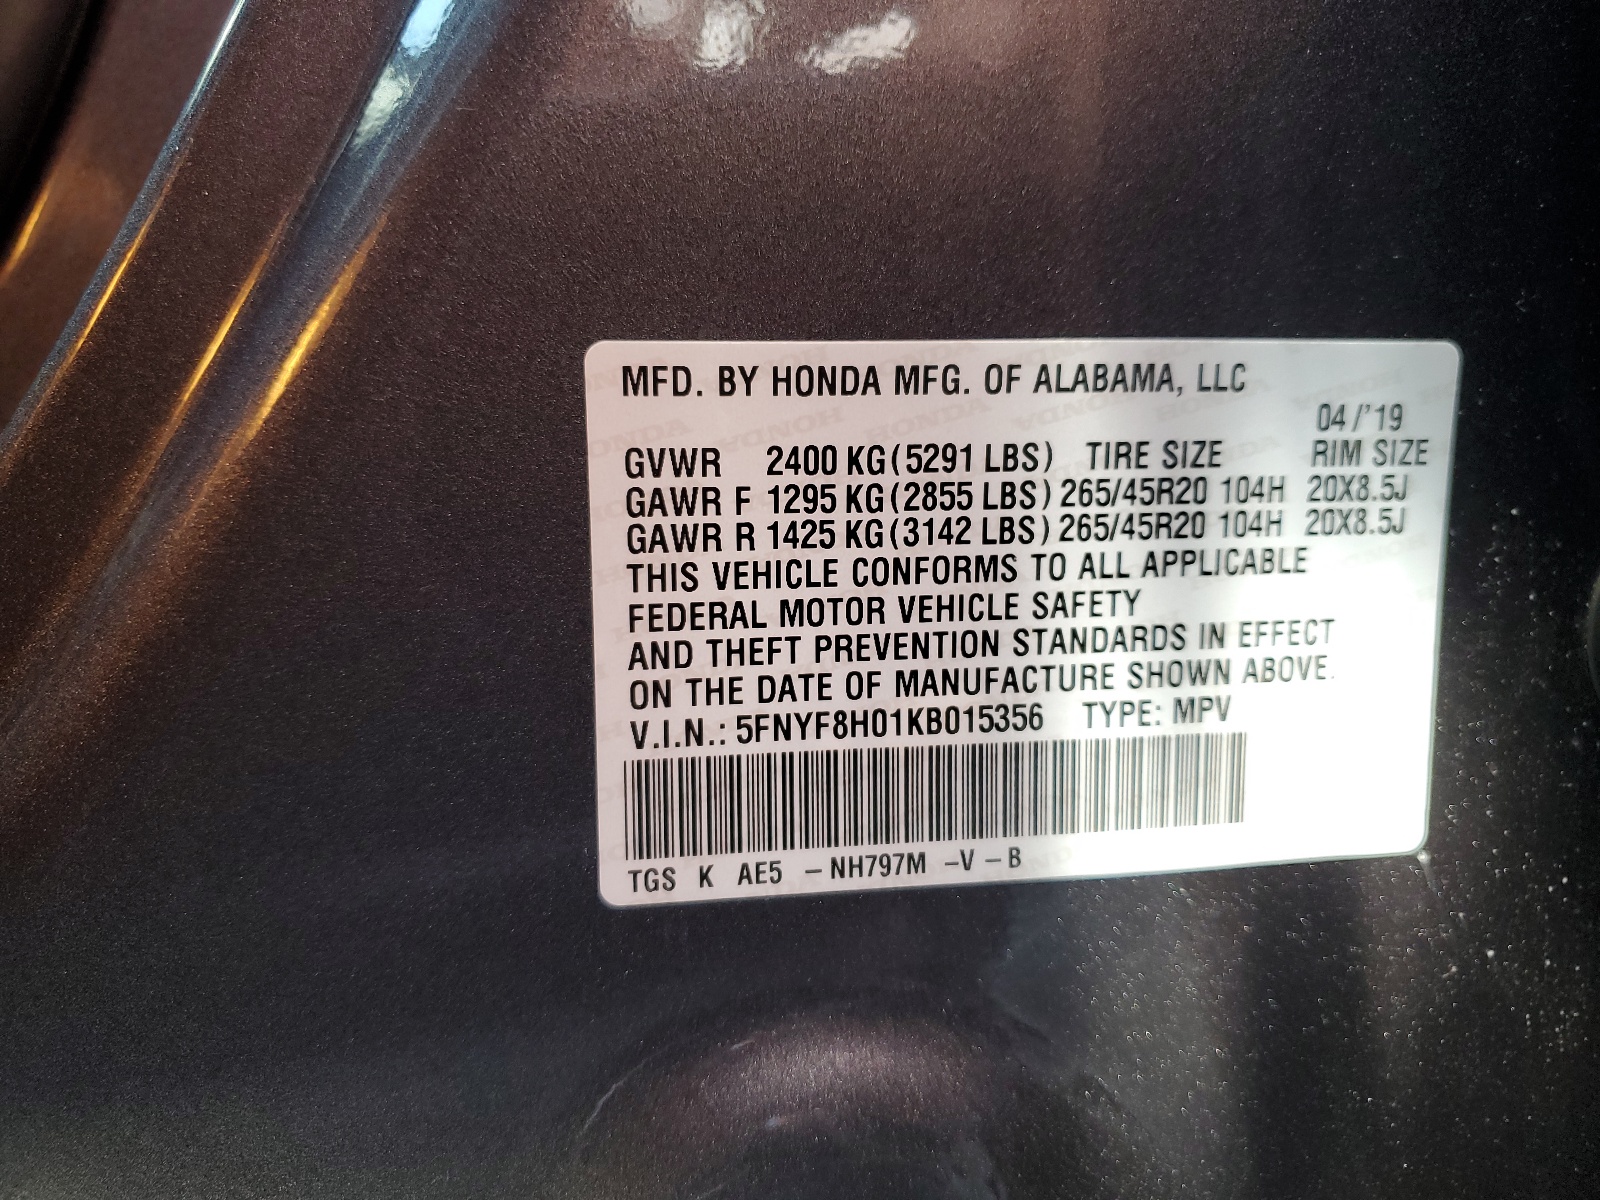 MFD. BY HONDA MFG. OF ALABAMA, LLC
04/'19
GVWR 2400 KG(5291 LBS) TIRE SIZE RIM SIZE
GAWR F 1295 KG(2855 LBS) 265/45R20 104H 20X8.5J
GAWR R 1425 KG(3142 LBS) 265/45R20 104H 20X8.5J
THIS VEHICLE CONFORMS TO ALL APPLICABLE
FEDERAL MOTOR VEHICLE SAFETY
AND THEFT PREVENTION STANDARDS IN EFFECT
ON THE DATE OF MANUFACTURE SHOWN ABOVE.
V.I.N.: 5FNYF8H01KB015356 TYPE: MPV
TGS K AE5 -NH797M -V -B